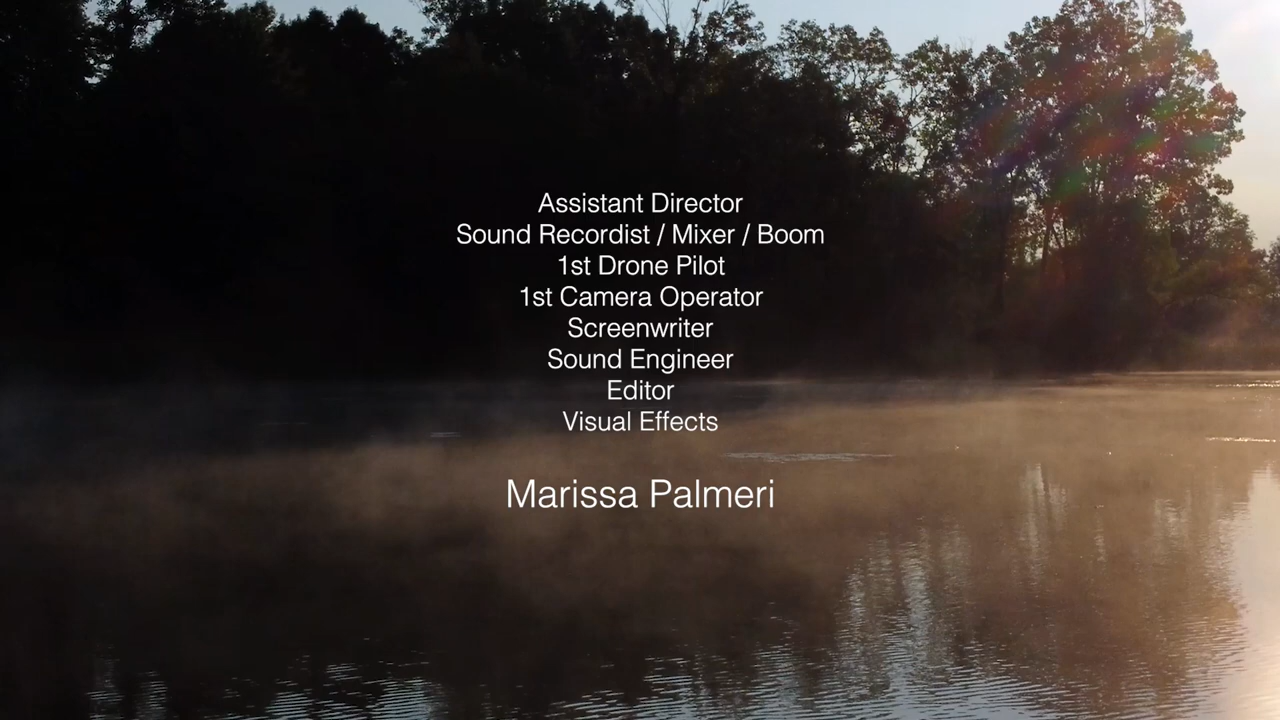 Assistant Director
Sound Recordist / Mixer / Boom
1st Drone Pilot
1st Camera Operator
Screenwriter
Sound Engineer
Editor
Visual Effects
Marissa Palmeri